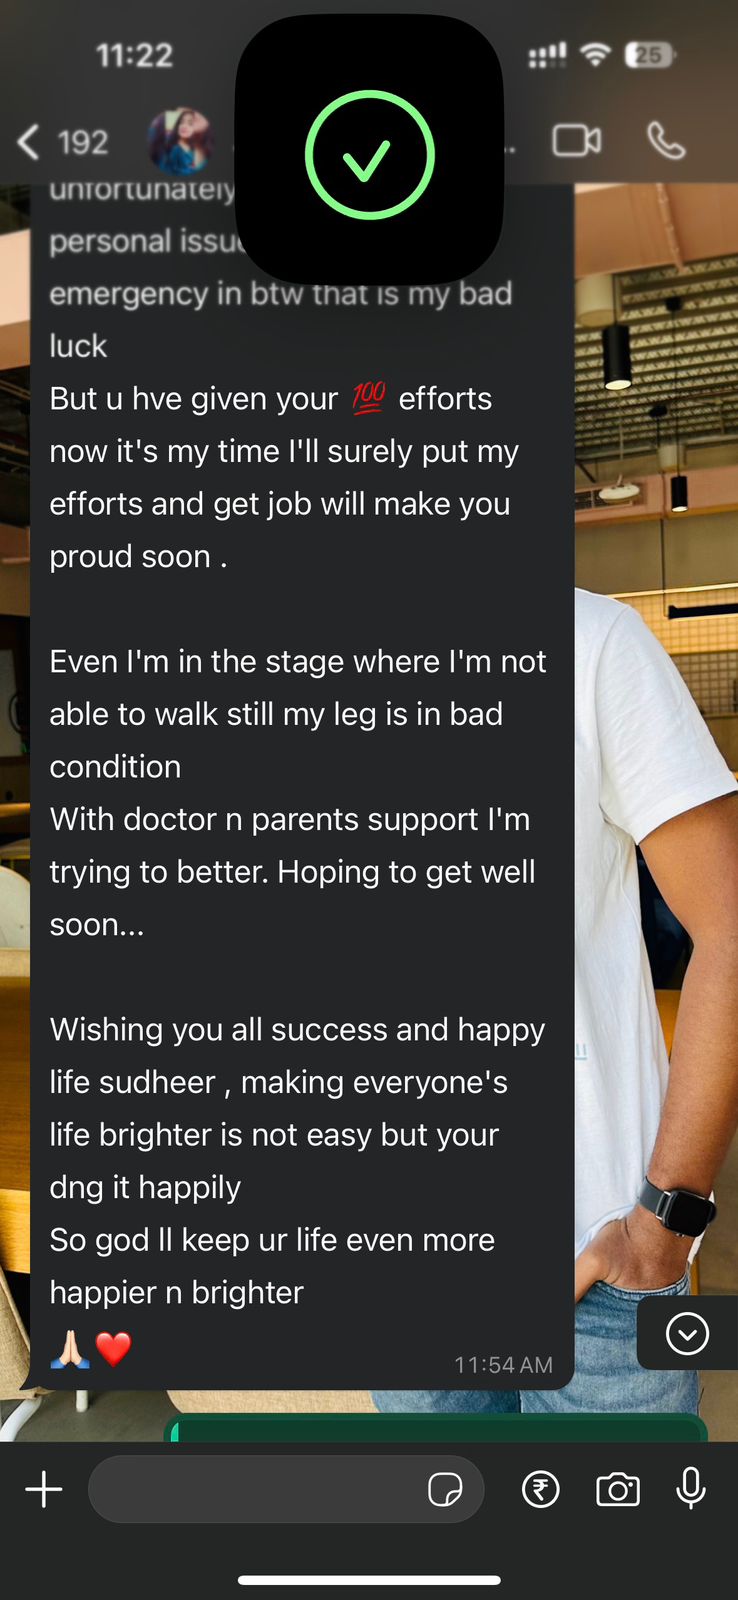 11:22
25
192
unfortunately
personal issue
emergency in btw that is my bad
luck
But u hve given your 💯 efforts
now it's my time I'll surely put my
efforts and get job will make you
proud soon .
Even I'm in the stage where I'm not
able to walk still my leg is in bad
condition
With doctor n parents support I'm
trying to better. Hoping to get well
soon...
Wishing you all success and happy
life sudheer , making everyone's
life brighter is not easy but your
dng it happily
So god ll keep ur life even more
happier n brighter
🙏🏻❤️
11:54 AM